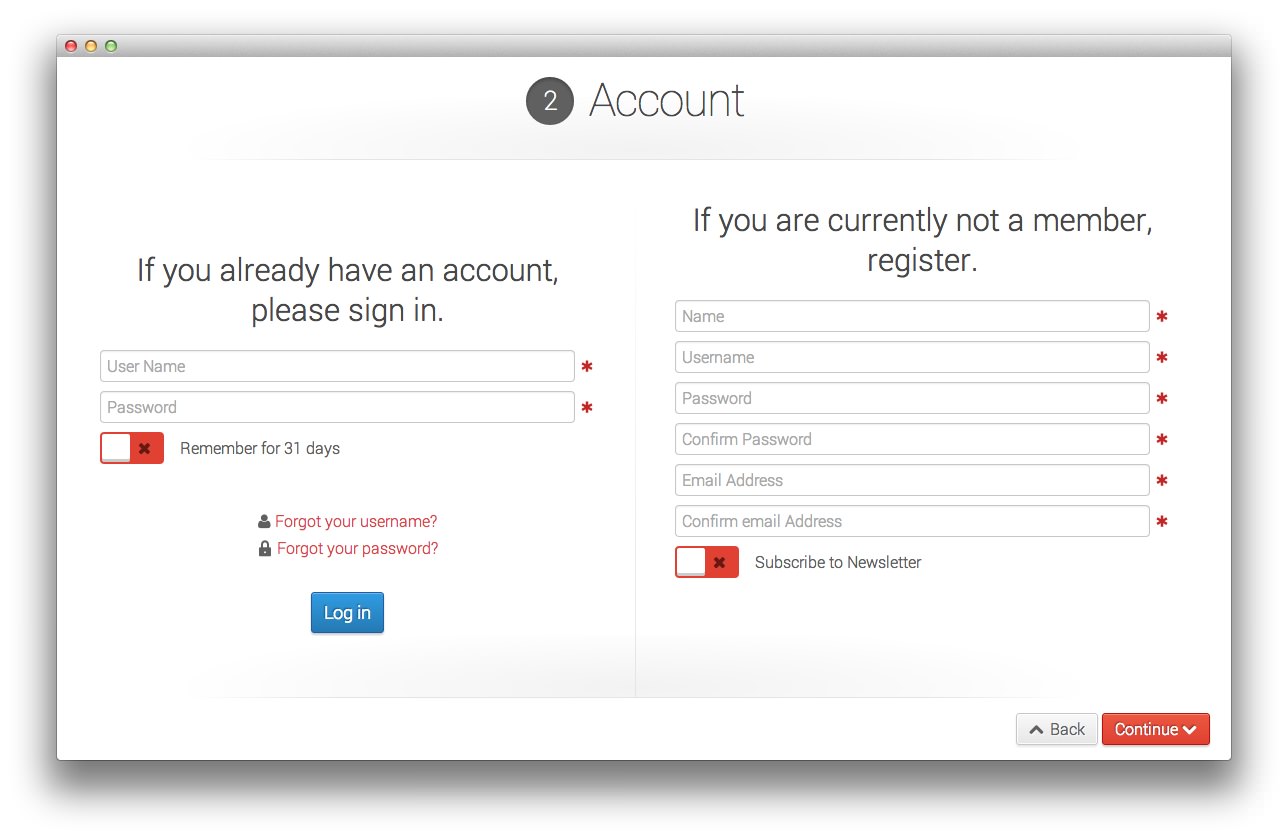 2 Account
If you already have an account,
please sign in.
User Name *
Password *
Remember for 31 days
Forgot your username?
Forgot your password?
Log in
If you are currently not a member,
register.
Name *
Username *
Password *
Confirm Password *
Email Address *
Confirm email Address *
Subscribe to Newsletter
Back Continue